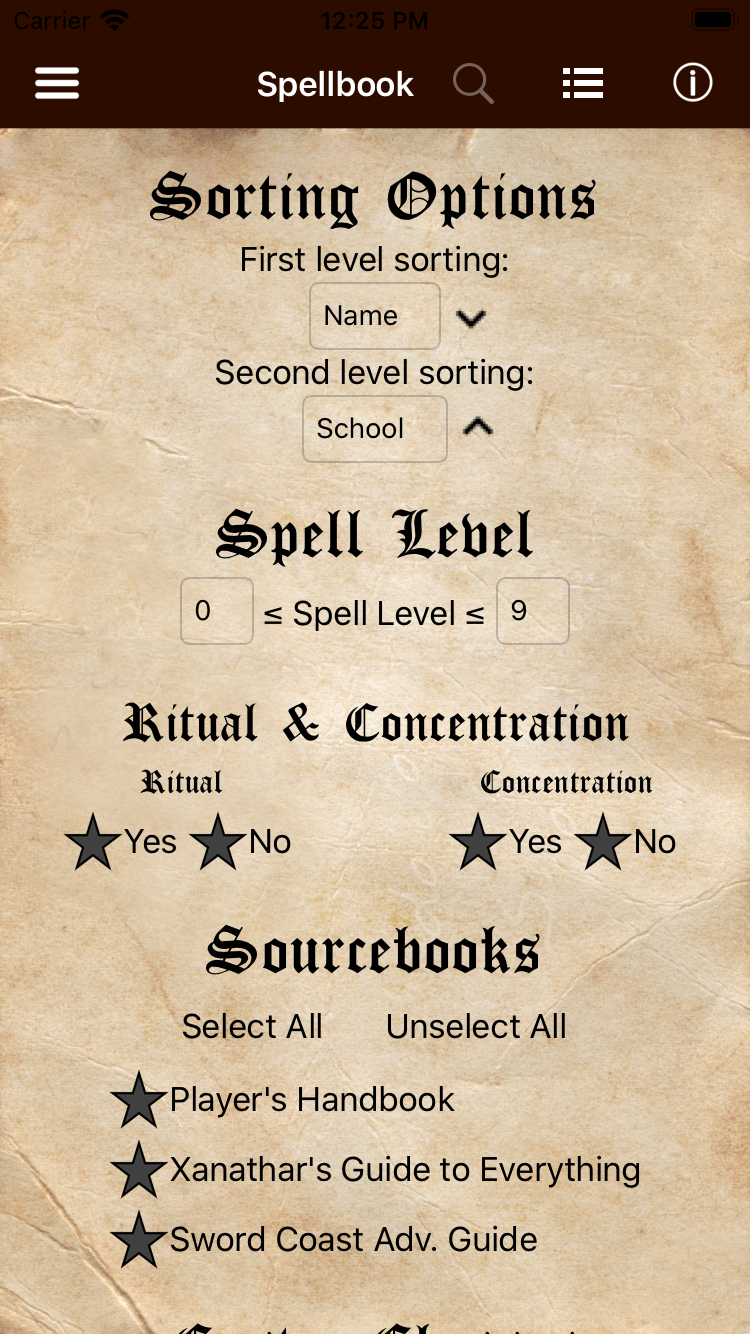 Carrier 12:25 PM
Spellbook
Sorting Options
First level sorting:
Name
Second level sorting:
School
Spell Level
0 ≤ Spell Level ≤ 9
Ritual & Concentration
Ritual Concentration
Yes No Yes No
Sourcebooks
Select All Unselect All
Player's Handbook
Xanathar's Guide to Everything
Sword Coast Adv. Guide